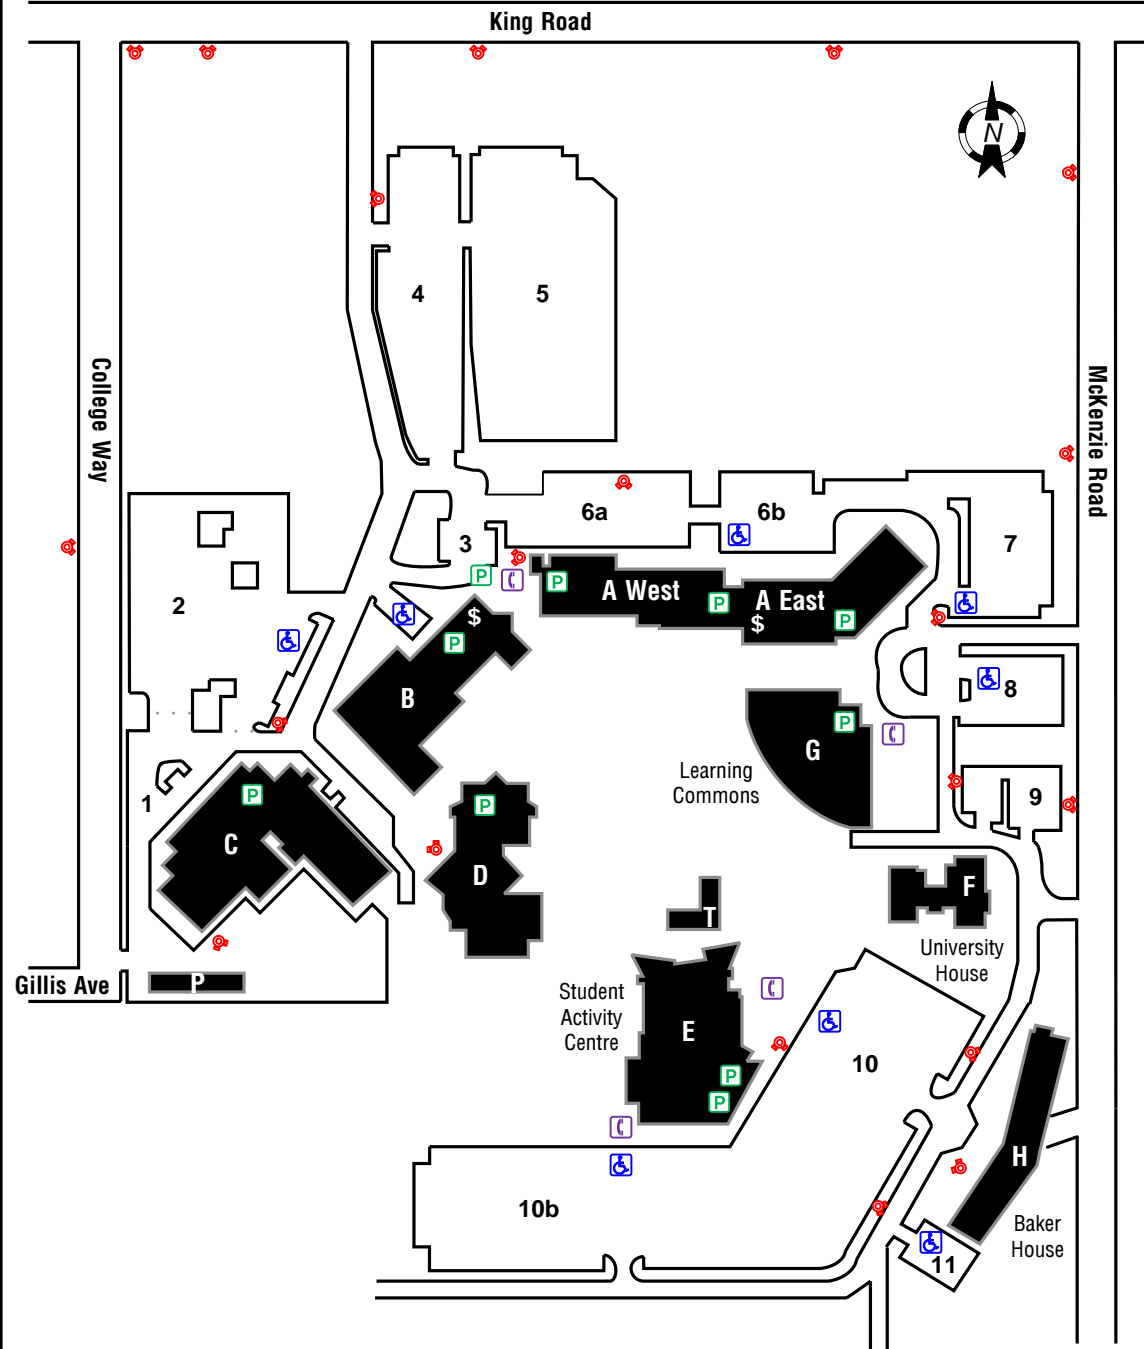 King Road
N
College Way
McKenzie Road
4
5
6a
6b
7
3
P
P
A West
P
A East
$
P
$
P
B
2
8
P
G
Learning
Commons
9
1
P
C
P
D
F
University
House
T
Gillis Ave
P
Student
Activity
Centre
E
P
P
10
H
10b
Baker
House
11